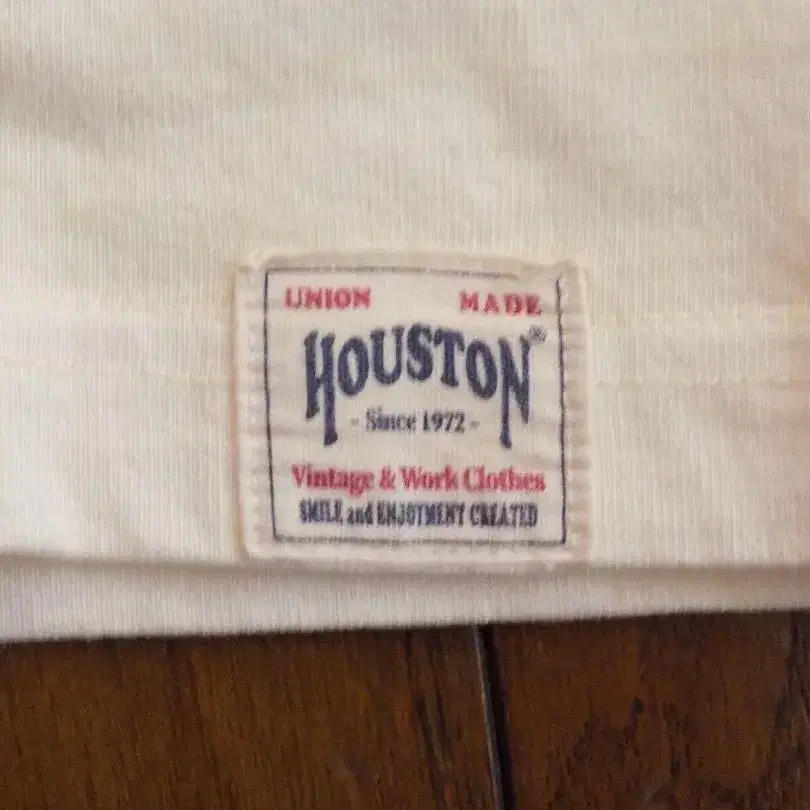 UNION MADE
HOUSTON®
- Since 1972 -
Vintage & Work Clothes
SMILE and ENJOYMENT CREATED